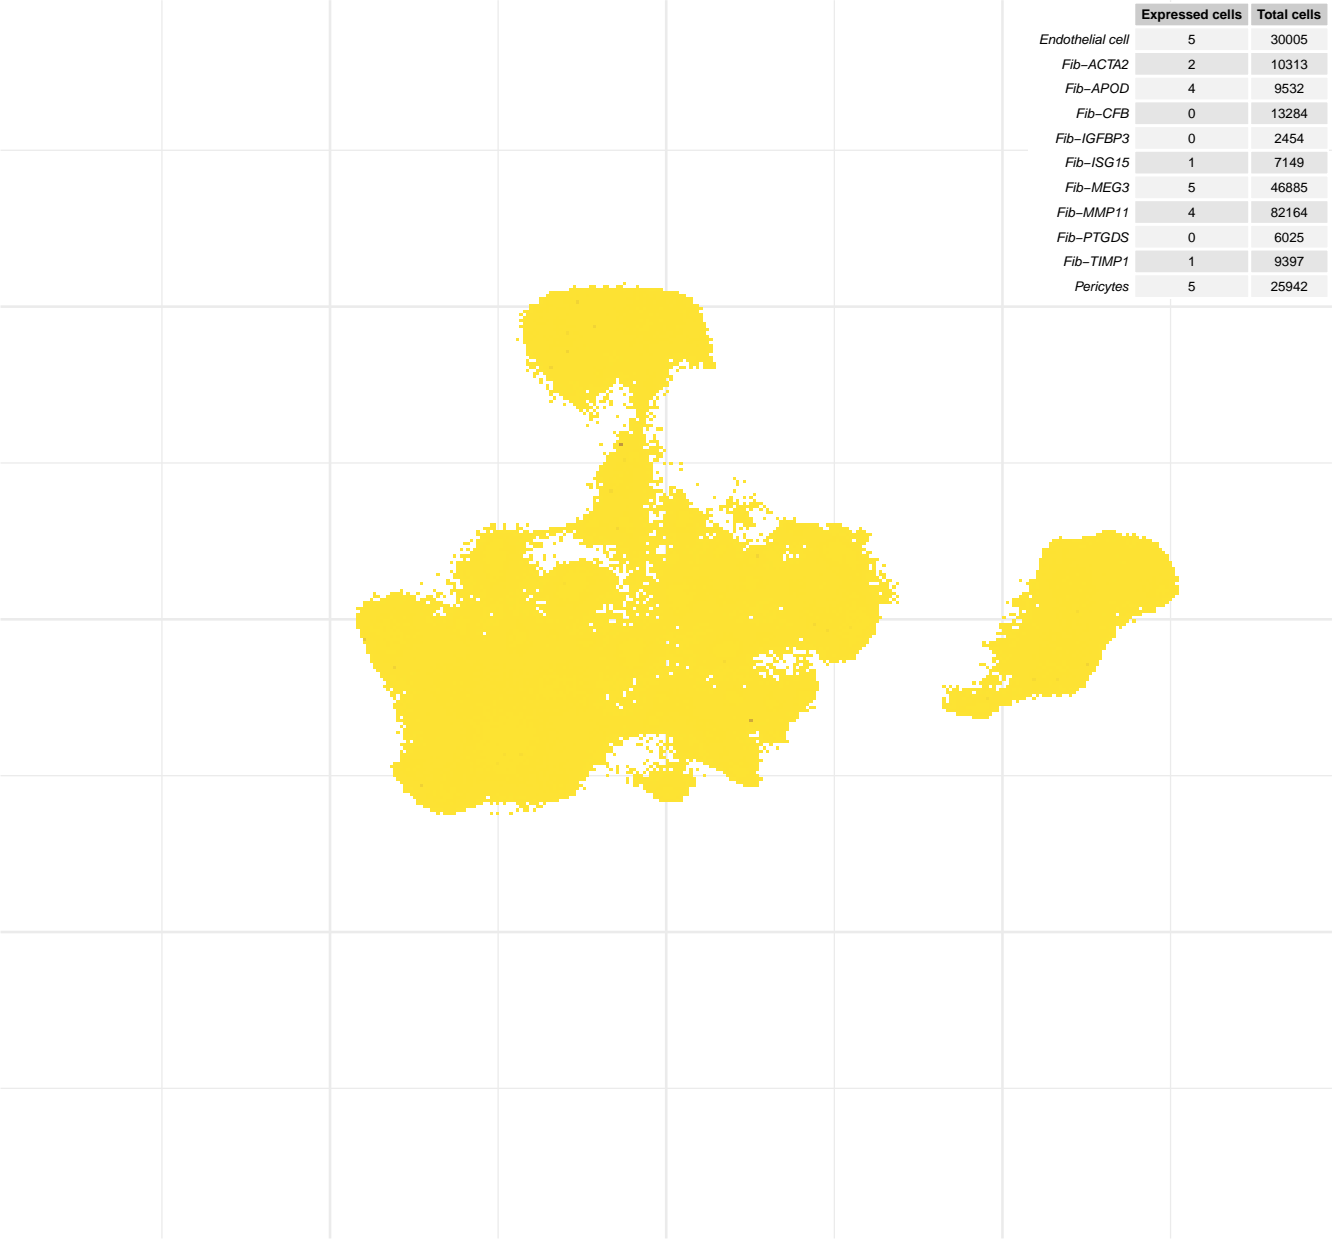 Expressed cells Total cells
Endothelial cell 5 30005
Fib−ACTA2 2 10313
Fib−APOD 4 9532
Fib−CFB 0 13284
Fib−IGFBP3 0 2454
Fib−ISG15 1 7149
Fib−MEG3 5 46885
Fib−MMP11 4 82164
Fib−PTGDS 0 6025
Fib−TIMP1 1 9397
Pericytes 5 25942